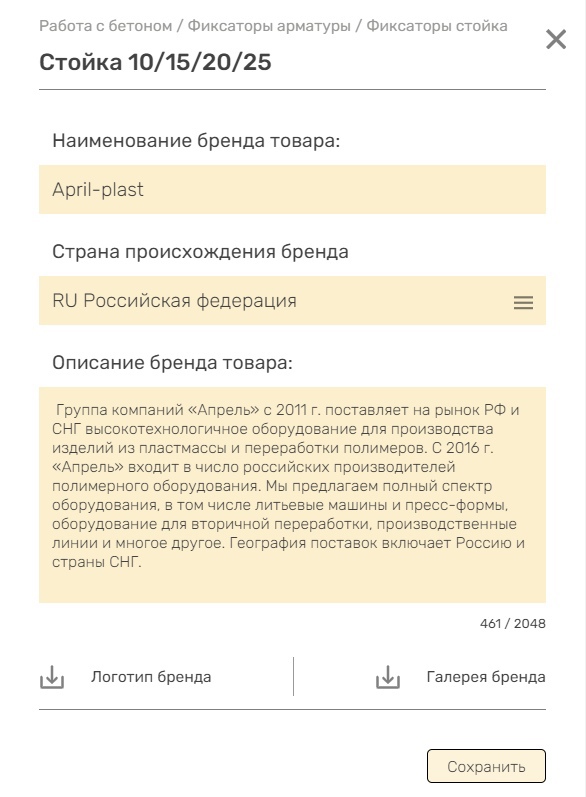 Работа с бетоном / Фиксаторы арматуры / Фиксаторы стойка
Стойка 10/15/20/25
Наименование бренда товара:
April-plast
Страна происхождения бренда
RU Российская федерация
Описание бренда товара:
Группа компаний «Апрель» с 2011 г. поставляет на рынок РФ и
СНГ высокотехнологичное оборудование для производства
изделий из пластмассы и переработки полимеров. С 2016 г.
«Апрель» входит в число российских производителей
полимерного оборудования. Мы предлагаем полный спектр
оборудования, в том числе литьевые машины и пресс-формы,
оборудование для вторичной переработки, производственные
линии и многое другое. География поставок включает Россию и
страны СНГ.
461 / 2048
Логотип бренда
Галерея бренда
Сохранить